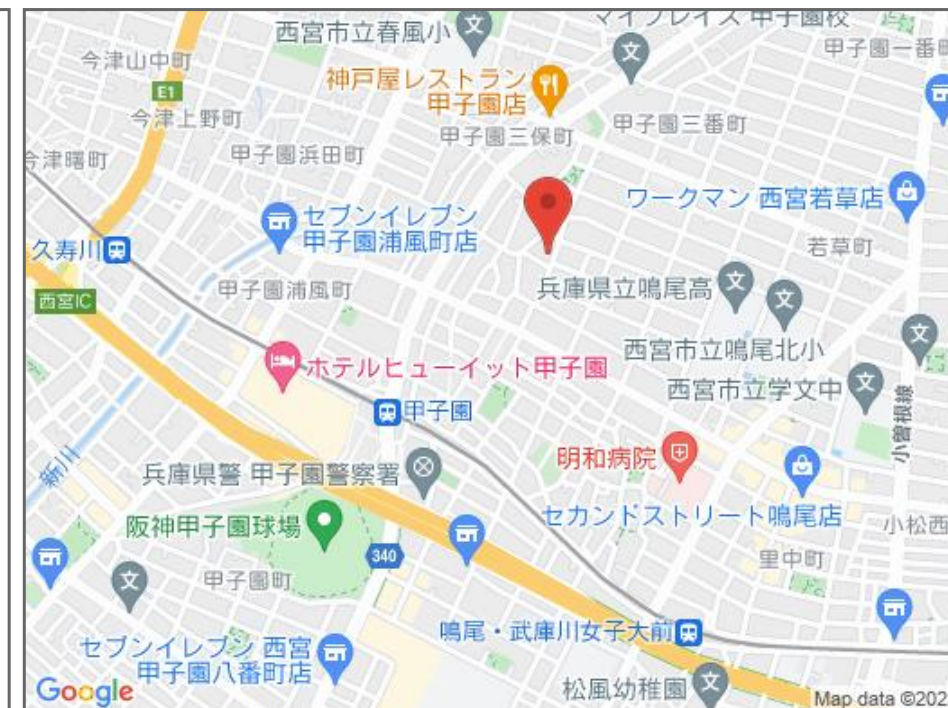 西宮市立春風小
マイプレイス 甲子園校
甲子園一番町
今津山中町
神戸屋レストラン
甲子園店
E1
今津上野町
甲子園三保町
甲子園三番町
今津曙町
甲子園浜田町
ワークマン 西宮若草店
セブンイレブン
甲子園浦風町店
若草町
久寿川
甲子園浦風町
兵庫県立鳴尾高
西宮IC
西宮市立鳴尾北小
ホテルヒューイット甲子園
西宮市立学文中
小曽根線
甲子園
明和病院
新川
兵庫県警 甲子園警察署
セカンドストリート鳴尾店
阪神甲子園球場
小松西
340
里中町
甲子園町
鳴尾・武庫川女子大前
セブンイレブン 西宮
甲子園八番町店
松風幼稚園
Google
Map data ©202